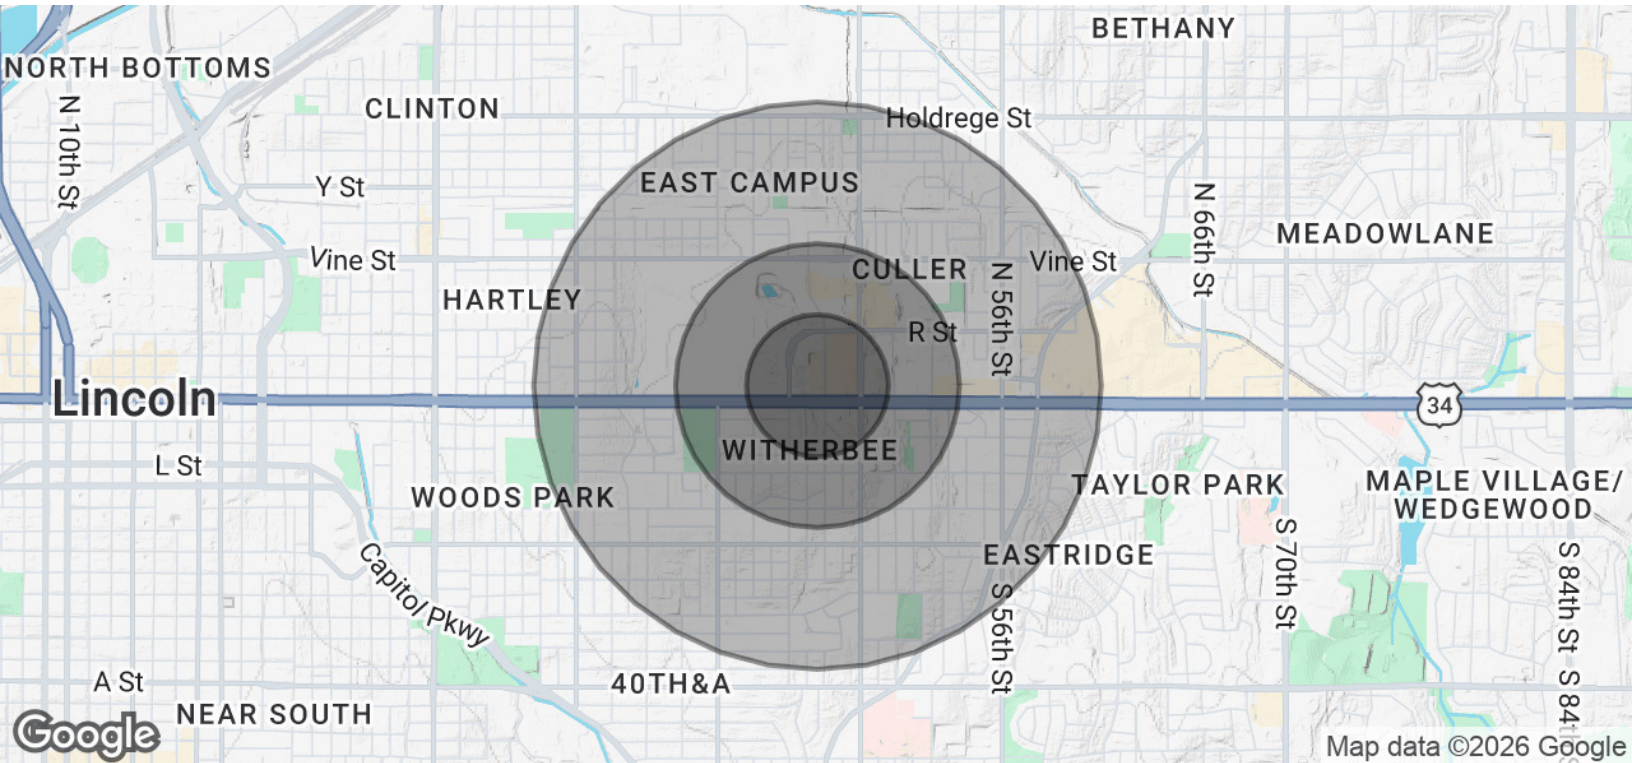 BETHANY
NORTH BOTTOMS
CLINTON
N 10th St
Holdrege St
Y St
EAST CAMPUS
N 66th St
MEADOWLANE
Vine St
CULLER
Vine St
N 56th St
HARTLEY
R St
Lincoln
34
WITHERBEE
L St
WOODS PARK
TAYLOR PARK
MAPLE VILLAGE/
WEDGEWOOD
S 70th St
EASTRIDGE
Capitol Pkwy
S 56th St
S 84th St
A St
40TH&A
S 84th
NEAR SOUTH
Google
Map data ©2026 Google